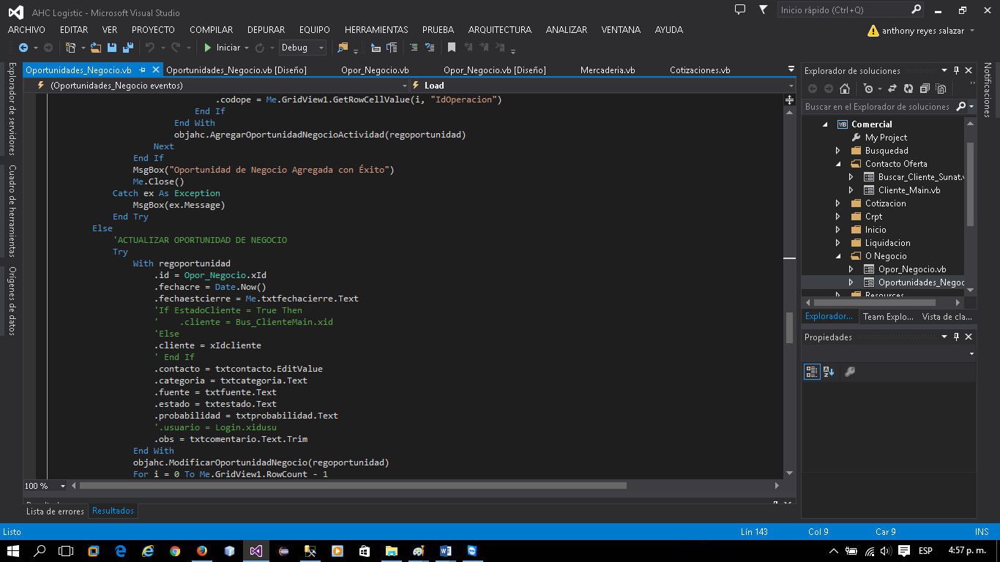 AHC Logistic - Microsoft Visual Studio
Inicio rápido (Ctrl+Q)
ARCHIVO EDITAR VER PROYECTO COMPILAR DEPURAR EQUIPO HERRAMIENTAS PRUEBA ARQUITECTURA ANALIZAR VENTANA AYUDA
anthony reyes salazar
Iniciar Debug
Explorador de servidores
Cuadro de herramientas
Orígenes de datos
Oportunidades_Negocio.vb Oportunidades_Negocio.vb [Diseño] Opor_Negocio.vb Opor_Negocio.vb [Diseño] Mercaderia.vb Cotizaciones.vb
(Oportunidades_Negocio eventos) Load
.codope = Me.GridView1.GetRowCellValue(i, "IdOperacion")
End If
End With
objahc.AgregarOportunidadNegocioActividad(regoportunidad)
Next
End If
MsgBox("Oportunidad de Negocio Agregada con Éxito")
Me.Close()
Catch ex As Exception
MsgBox(ex.Message)
End Try
Else
'ACTUALIZAR OPORTUNIDAD DE NEGOCIO
Try
With regoportunidad
.id = Opor_Negocio.xId
.fechacre = Date.Now()
.fechaestcierre = Me.txtfechacierre.Text
'If EstadoCliente = True Then
'    .cliente = Bus_ClienteMain.xid
'Else
.cliente = xIdcliente
' End If
.contacto = txtcontacto.EditValue
.categoria = txtcategoria.Text
.fuente = txtfuente.Text
.estado = txtestado.Text
.probabilidad = txtprobabilidad.Text
'.usuario = Login.xidusu
.obs = txtcomentario.Text.Trim
End With
objahc.ModificarOportunidadNegocio(regoportunidad)
For i = 0 To Me.GridView1.RowCount - 1
100 %
Lista de errores Resultados
Explorador de soluciones
Buscar en el Explorador de soluciones
Comercial
My Project
Busquedad
Contacto Oferta
Buscar_Cliente_Sunat.v
Cliente_Main.vb
Cotizacion
Crpt
Inicio
Liquidacion
O Negocio
Opor_Negocio.vb
Oportunidades_Negoc
Resources
Explorador... Team Explo... Vista de cla...
Propiedades
Notificaciones
Listo Lín 143 Col 9 Car 9 INS
ESP 4:57 p. m.